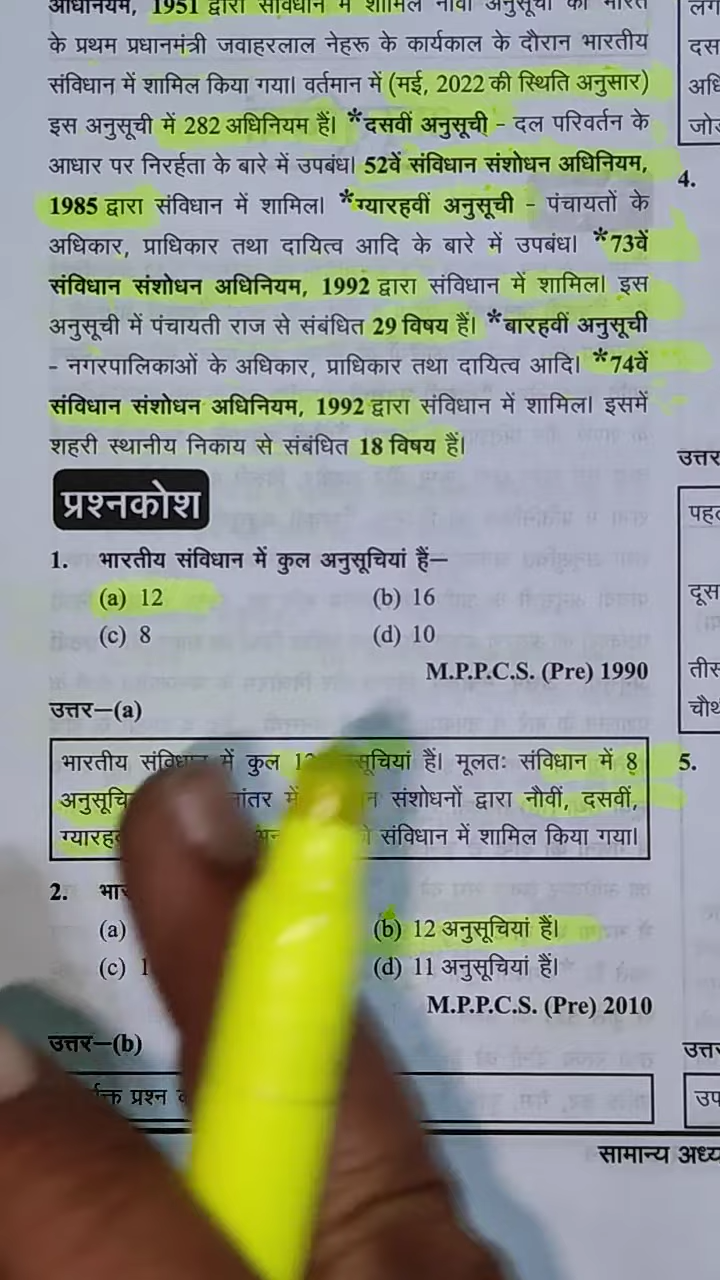 अधिनियम, 1951 द्वारा संविधान में शामिल नौवीं अनुसूची को भारत
के प्रथम प्रधानमंत्री जवाहरलाल नेहरू के कार्यकाल के दौरान भारतीय
संविधान में शामिल किया गया। वर्तमान में (मई, 2022 की स्थिति अनुसार)
इस अनुसूची में 282 अधिनियम हैं। *दसवीं अनुसूची - दल परिवर्तन के
आधार पर निरर्हता के बारे में उपबंध। 52वें संविधान संशोधन अधिनियम,
1985 द्वारा संविधान में शामिल। *ग्यारहवीं अनुसूची - पंचायतों के
अधिकार, प्राधिकार तथा दायित्व आदि के बारे में उपबंध। *73वें
संविधान संशोधन अधिनियम, 1992 द्वारा संविधान में शामिल। इस
अनुसूची में पंचायती राज से संबंधित 29 विषय हैं। *बारहवीं अनुसूची
- नगरपालिकाओं के अधिकार, प्राधिकार तथा दायित्व आदि। *74वें
संविधान संशोधन अधिनियम, 1992 द्वारा संविधान में शामिल। इसमें
शहरी स्थानीय निकाय से संबंधित 18 विषय हैं।
प्रश्नकोश
1. भारतीय संविधान में कुल अनुसूचियां हैं–
(a) 12 (b) 16
(c) 8 (d) 10
M.P.P.C.S. (Pre) 1990
उत्तर–(a)
भारतीय संविधान में कुल हैं। मूलतः संविधान में 8
संशोधनों द्वारा नौवीं, दसवीं,
संविधान में शामिल किया गया।
2.
(a) (b) 12 अनुसूचियां हैं।
(c) (d) 11 अनुसूचियां हैं।
M.P.P.C.S. (Pre) 2010
उत्तर–(b)
प्रश्न
सामान्य
4.
उत्तर
5.